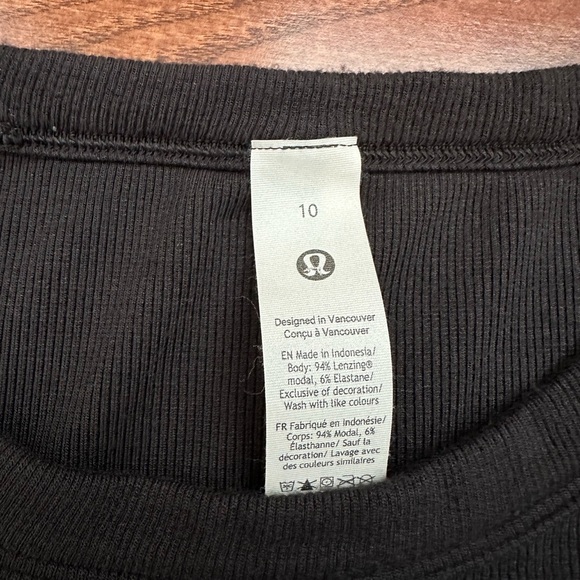 10
Designed in Vancouver
Conçu à Vancouver
EN Made in Indonesia/
Body: 94% Lenzing®
modal, 6% Elastane/
Exclusive of decoration/
Wash with like colours
FR Fabriqué en Indonésie/
Corps: 94% Modal, 6%
Élasthanne/ Sauf la
décoration/ Lavage avec
des couleurs similaires